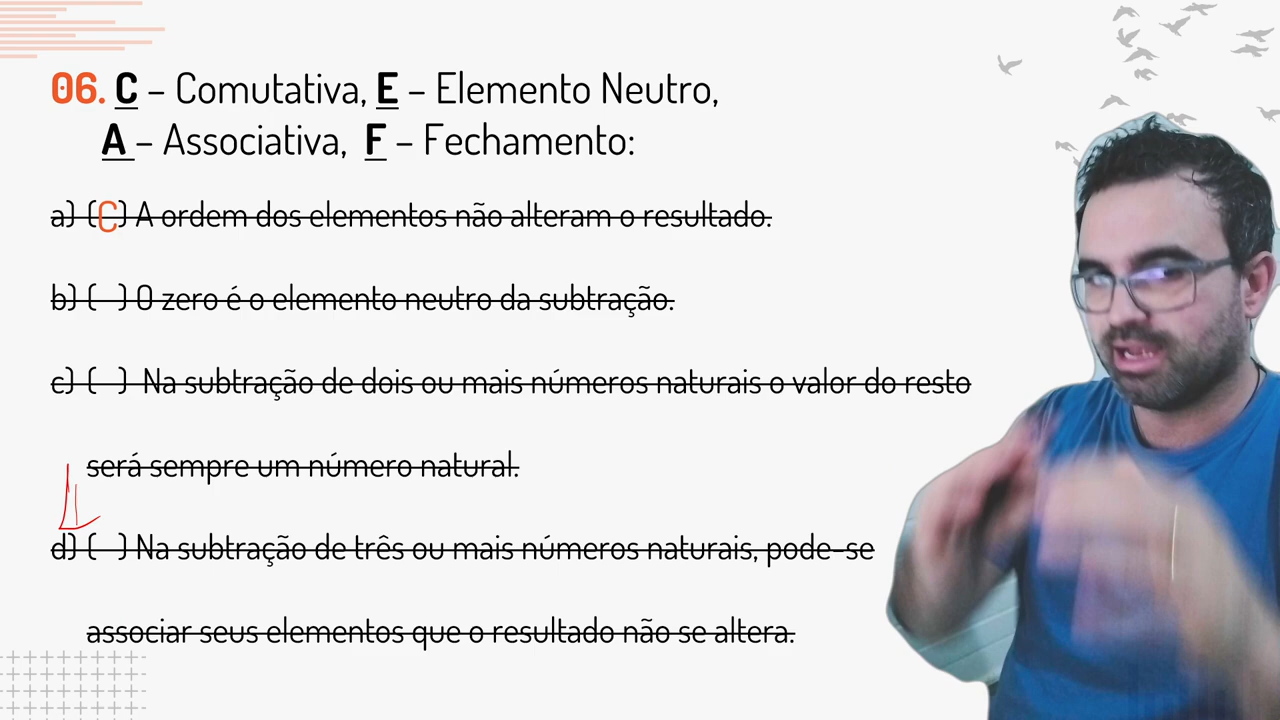 06. C – Comutativa, E – Elemento Neutro,
A – Associativa, F – Fechamento:
a) (C) A ordem dos elementos não alteram o resultado.
b) ( ) O zero é o elemento neutro da subtração.
c) ( ) Na subtração de dois ou mais números naturais o valor do resto
será sempre um número natural.
d) ( ) Na subtração de três ou mais números naturais, pode-se
associar seus elementos que o resultado não se altera.